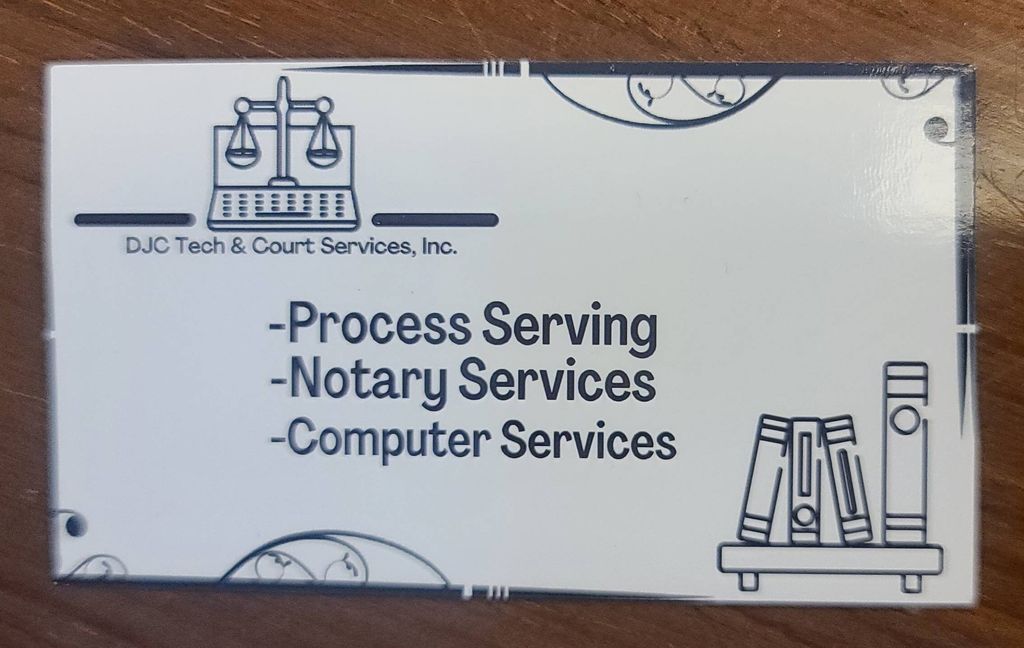 DJC Tech & Court Services, Inc.
-Process Serving
-Notary Services
-Computer Services